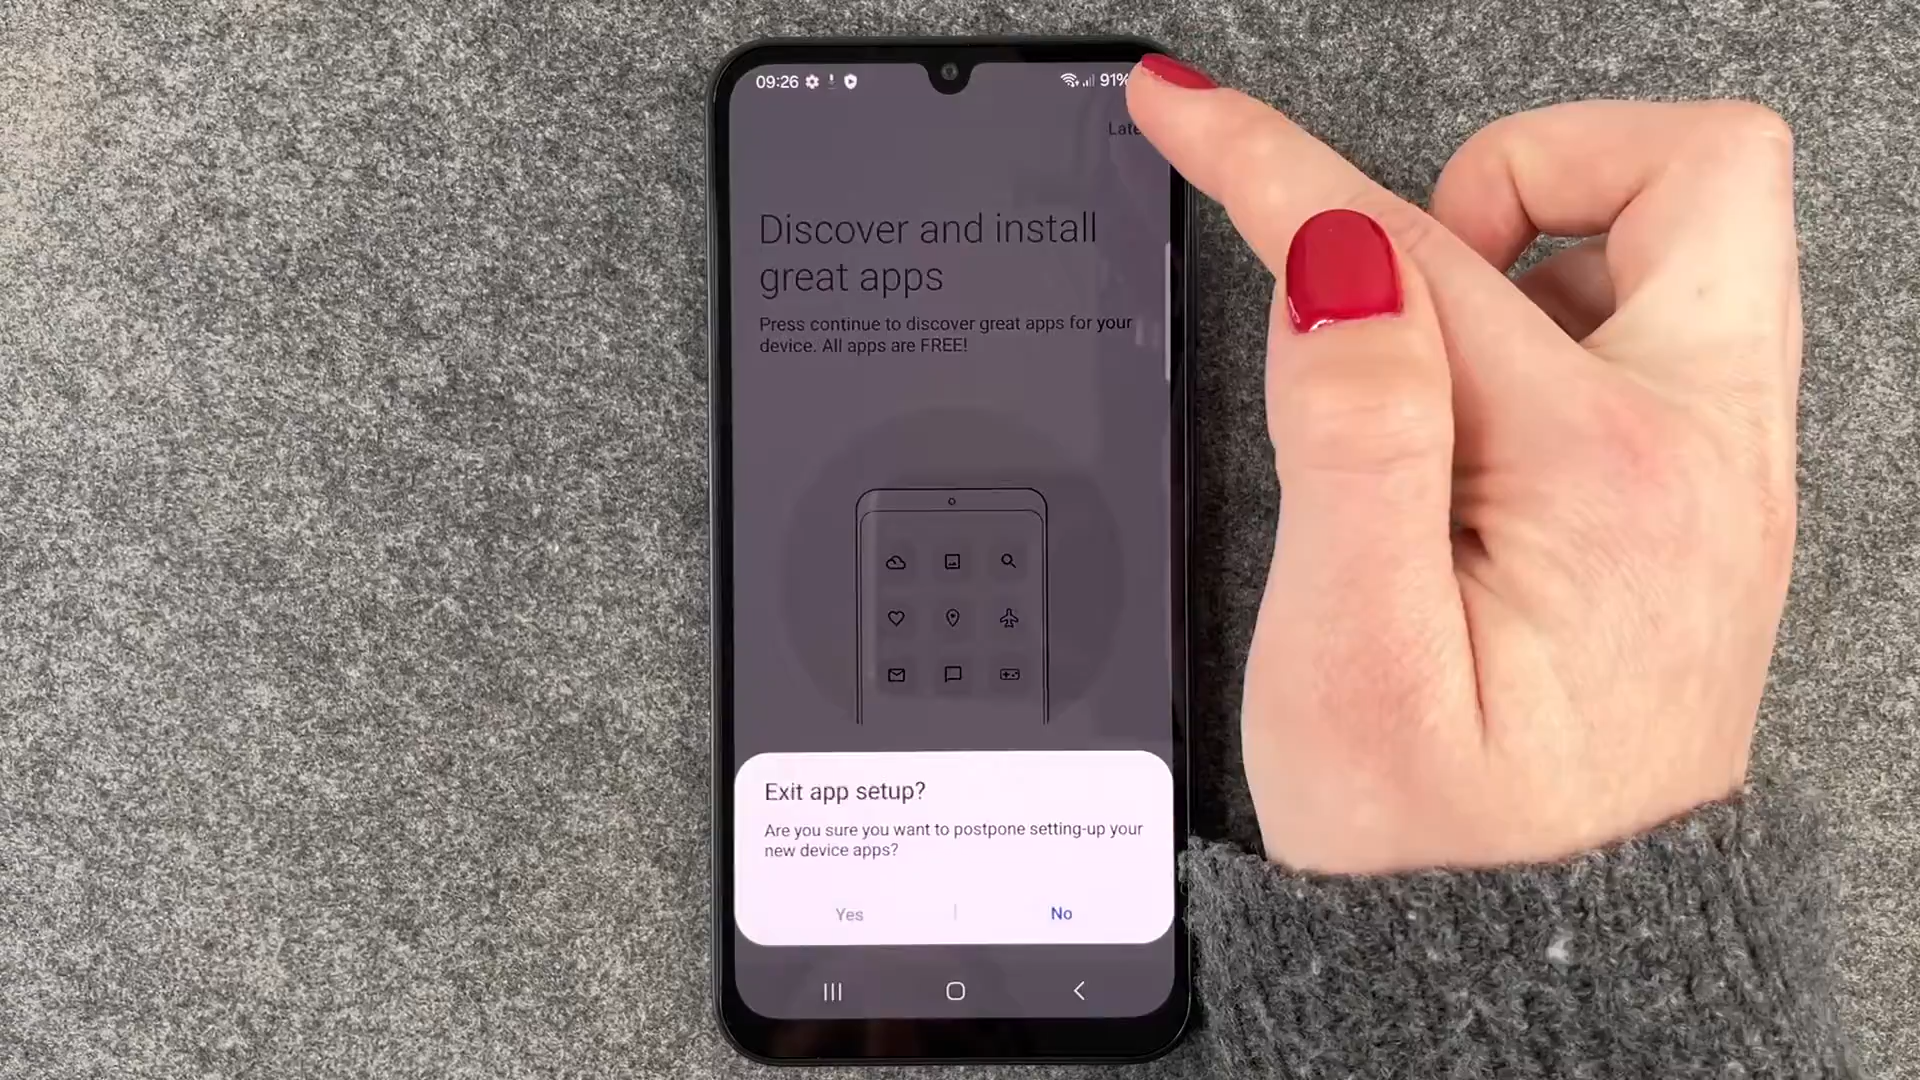 09:26
91%
Discover and install
great apps
Press continue to discover great apps for your
device. All apps are FREE!
Exit app setup?
Are you sure you want to postpone setting-up your
new device apps?
Yes
No